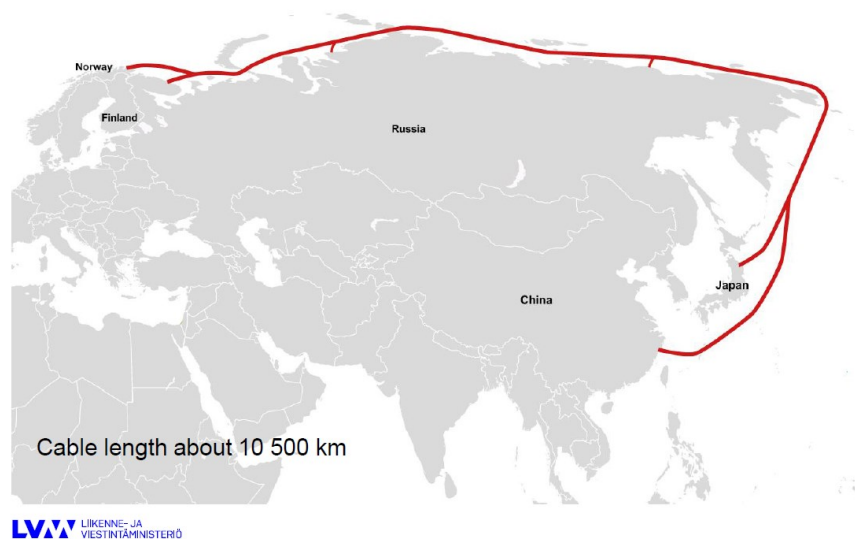 Norway
Finland
Russia
China
Japan
Cable length about 10 500 km
LVM LIIKENNE- JA
VIESTINTÄMINISTERIÖ